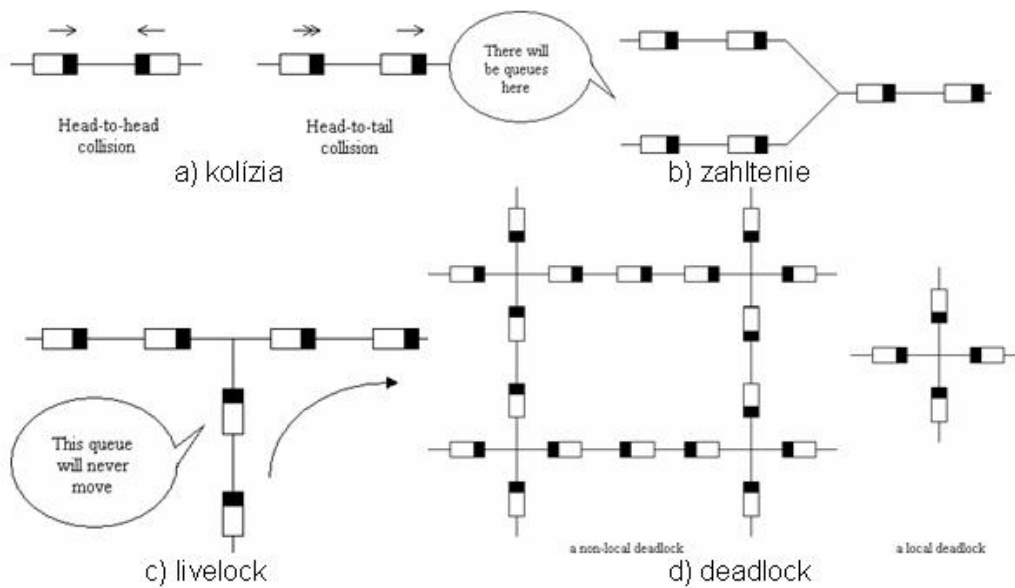 There will
be queues
here
Head-to-head
collision
Head-to-tail
collision
a) kolízia
b) zahltenie
This queue
will never
move
c) livelock
a non-local deadlock
a local deadlock
d) deadlock